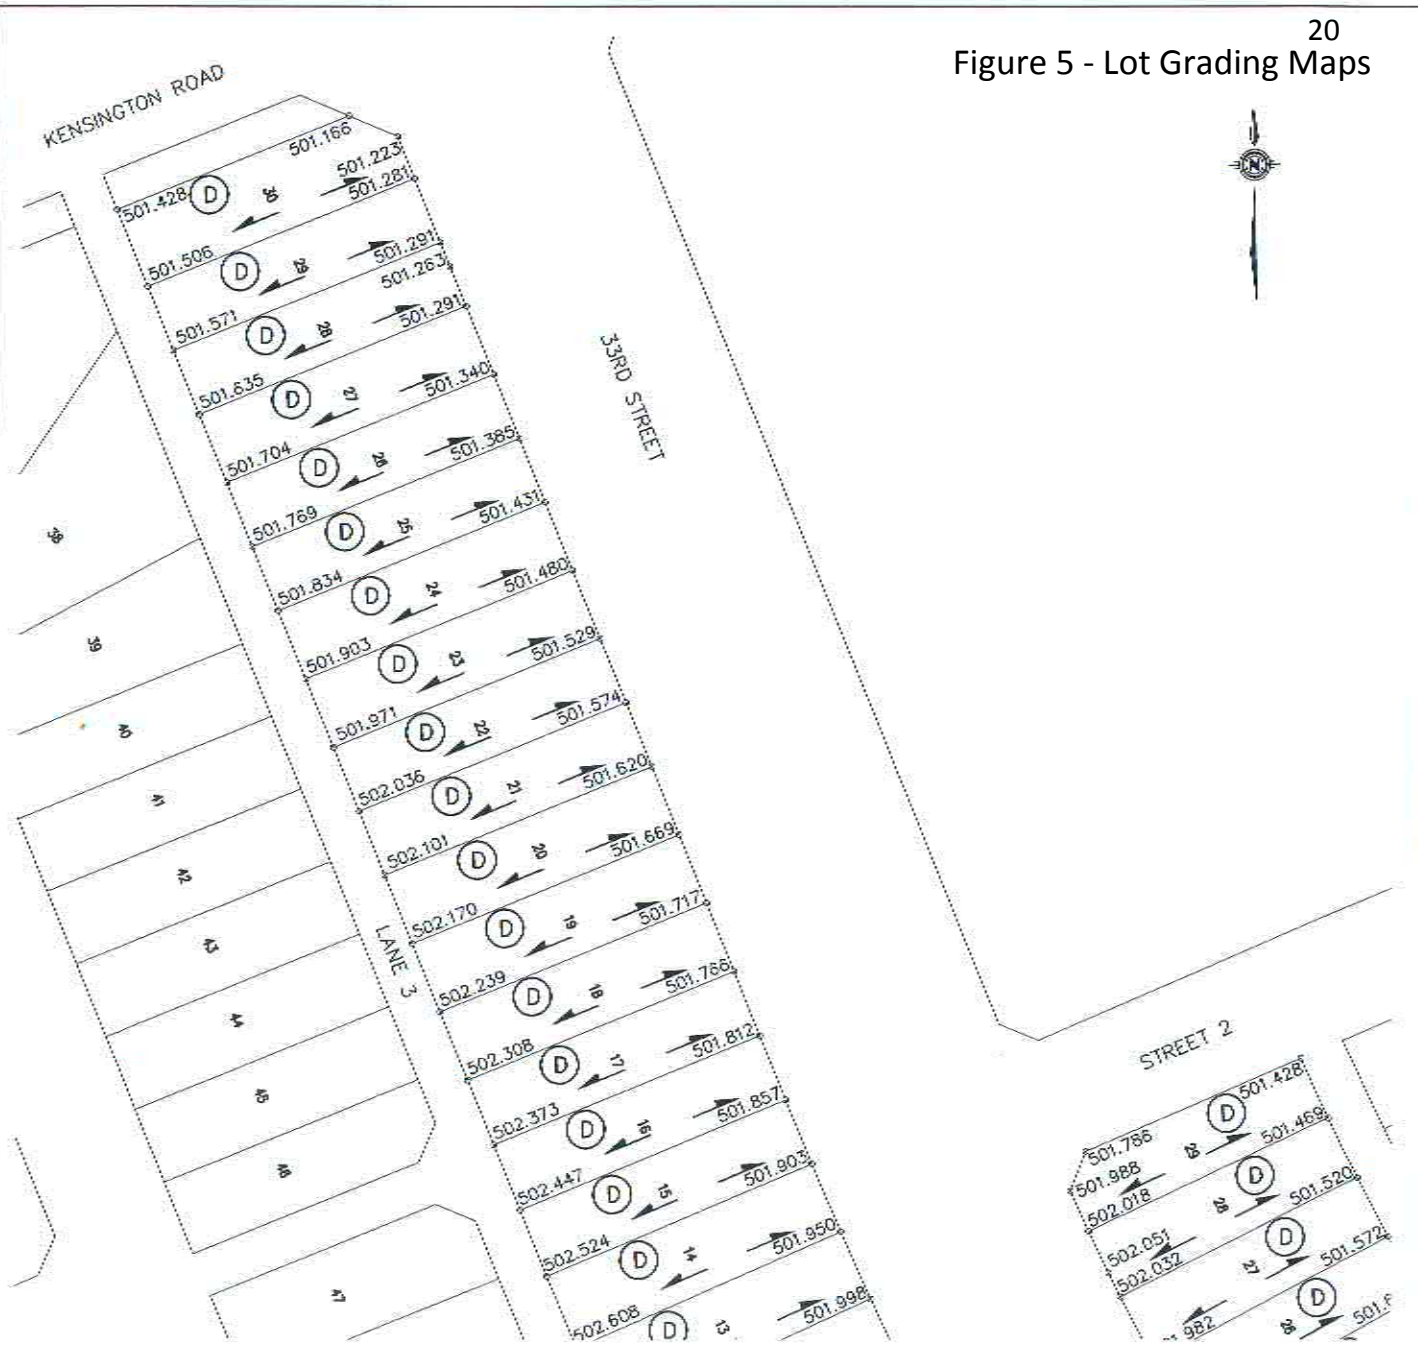 20
Figure 5 - Lot Grading Maps
KENSINGTON ROAD
N
501.166
501.223
501.428 D 30 501.281
501.506 D 29 501.291
501.263
501.571 D 28 501.291
501.635 D 27 501.340
501.704 D 26 501.385
501.769 D 25 501.431
501.834 D 24 501.480
501.903 D 23 501.529
501.971 D 22 501.574
502.036 D 21 501.620
502.101 D 20 501.669
502.170 D 19 501.717
502.239 D 18 501.766
502.308 D 17 501.812
502.373 D 16 501.857
502.447 D 15 501.903
502.524 D 14 501.950
502.608 D 13 501.998
33RD STREET
LANE 3
38
39
40
41
42
43
44
45
46
47
STREET 2
501.428
501.786 D
501.988 29 501.469
502.018 D
28 501.520
502.051
502.032 D
27 501.572
D
982 26 501.6